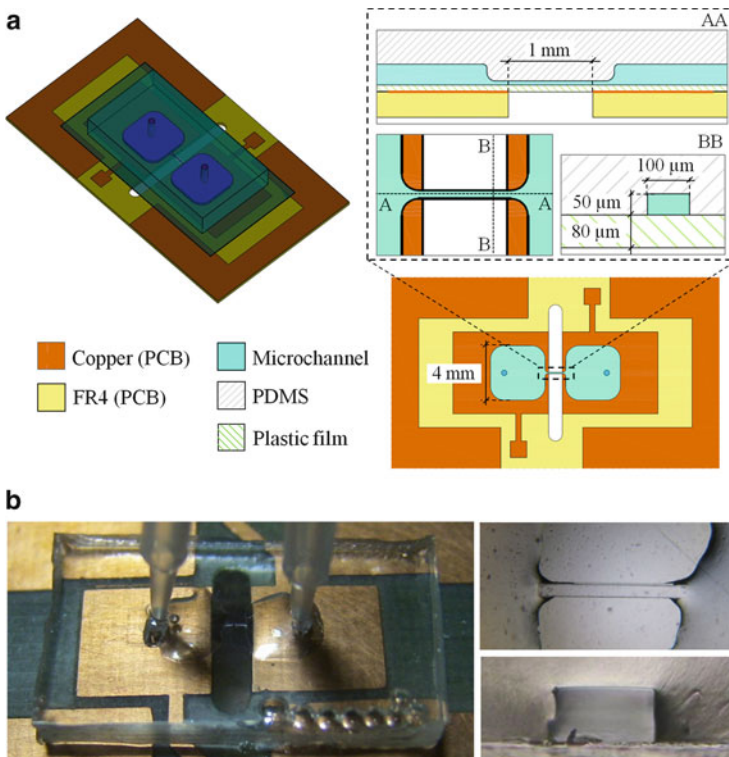 a
AA
1 mm
B
A
A
B
BB
100 µm
50 µm
80 µm
Copper (PCB)
FR4 (PCB)
Microchannel
PDMS
Plastic film
4 mm
b